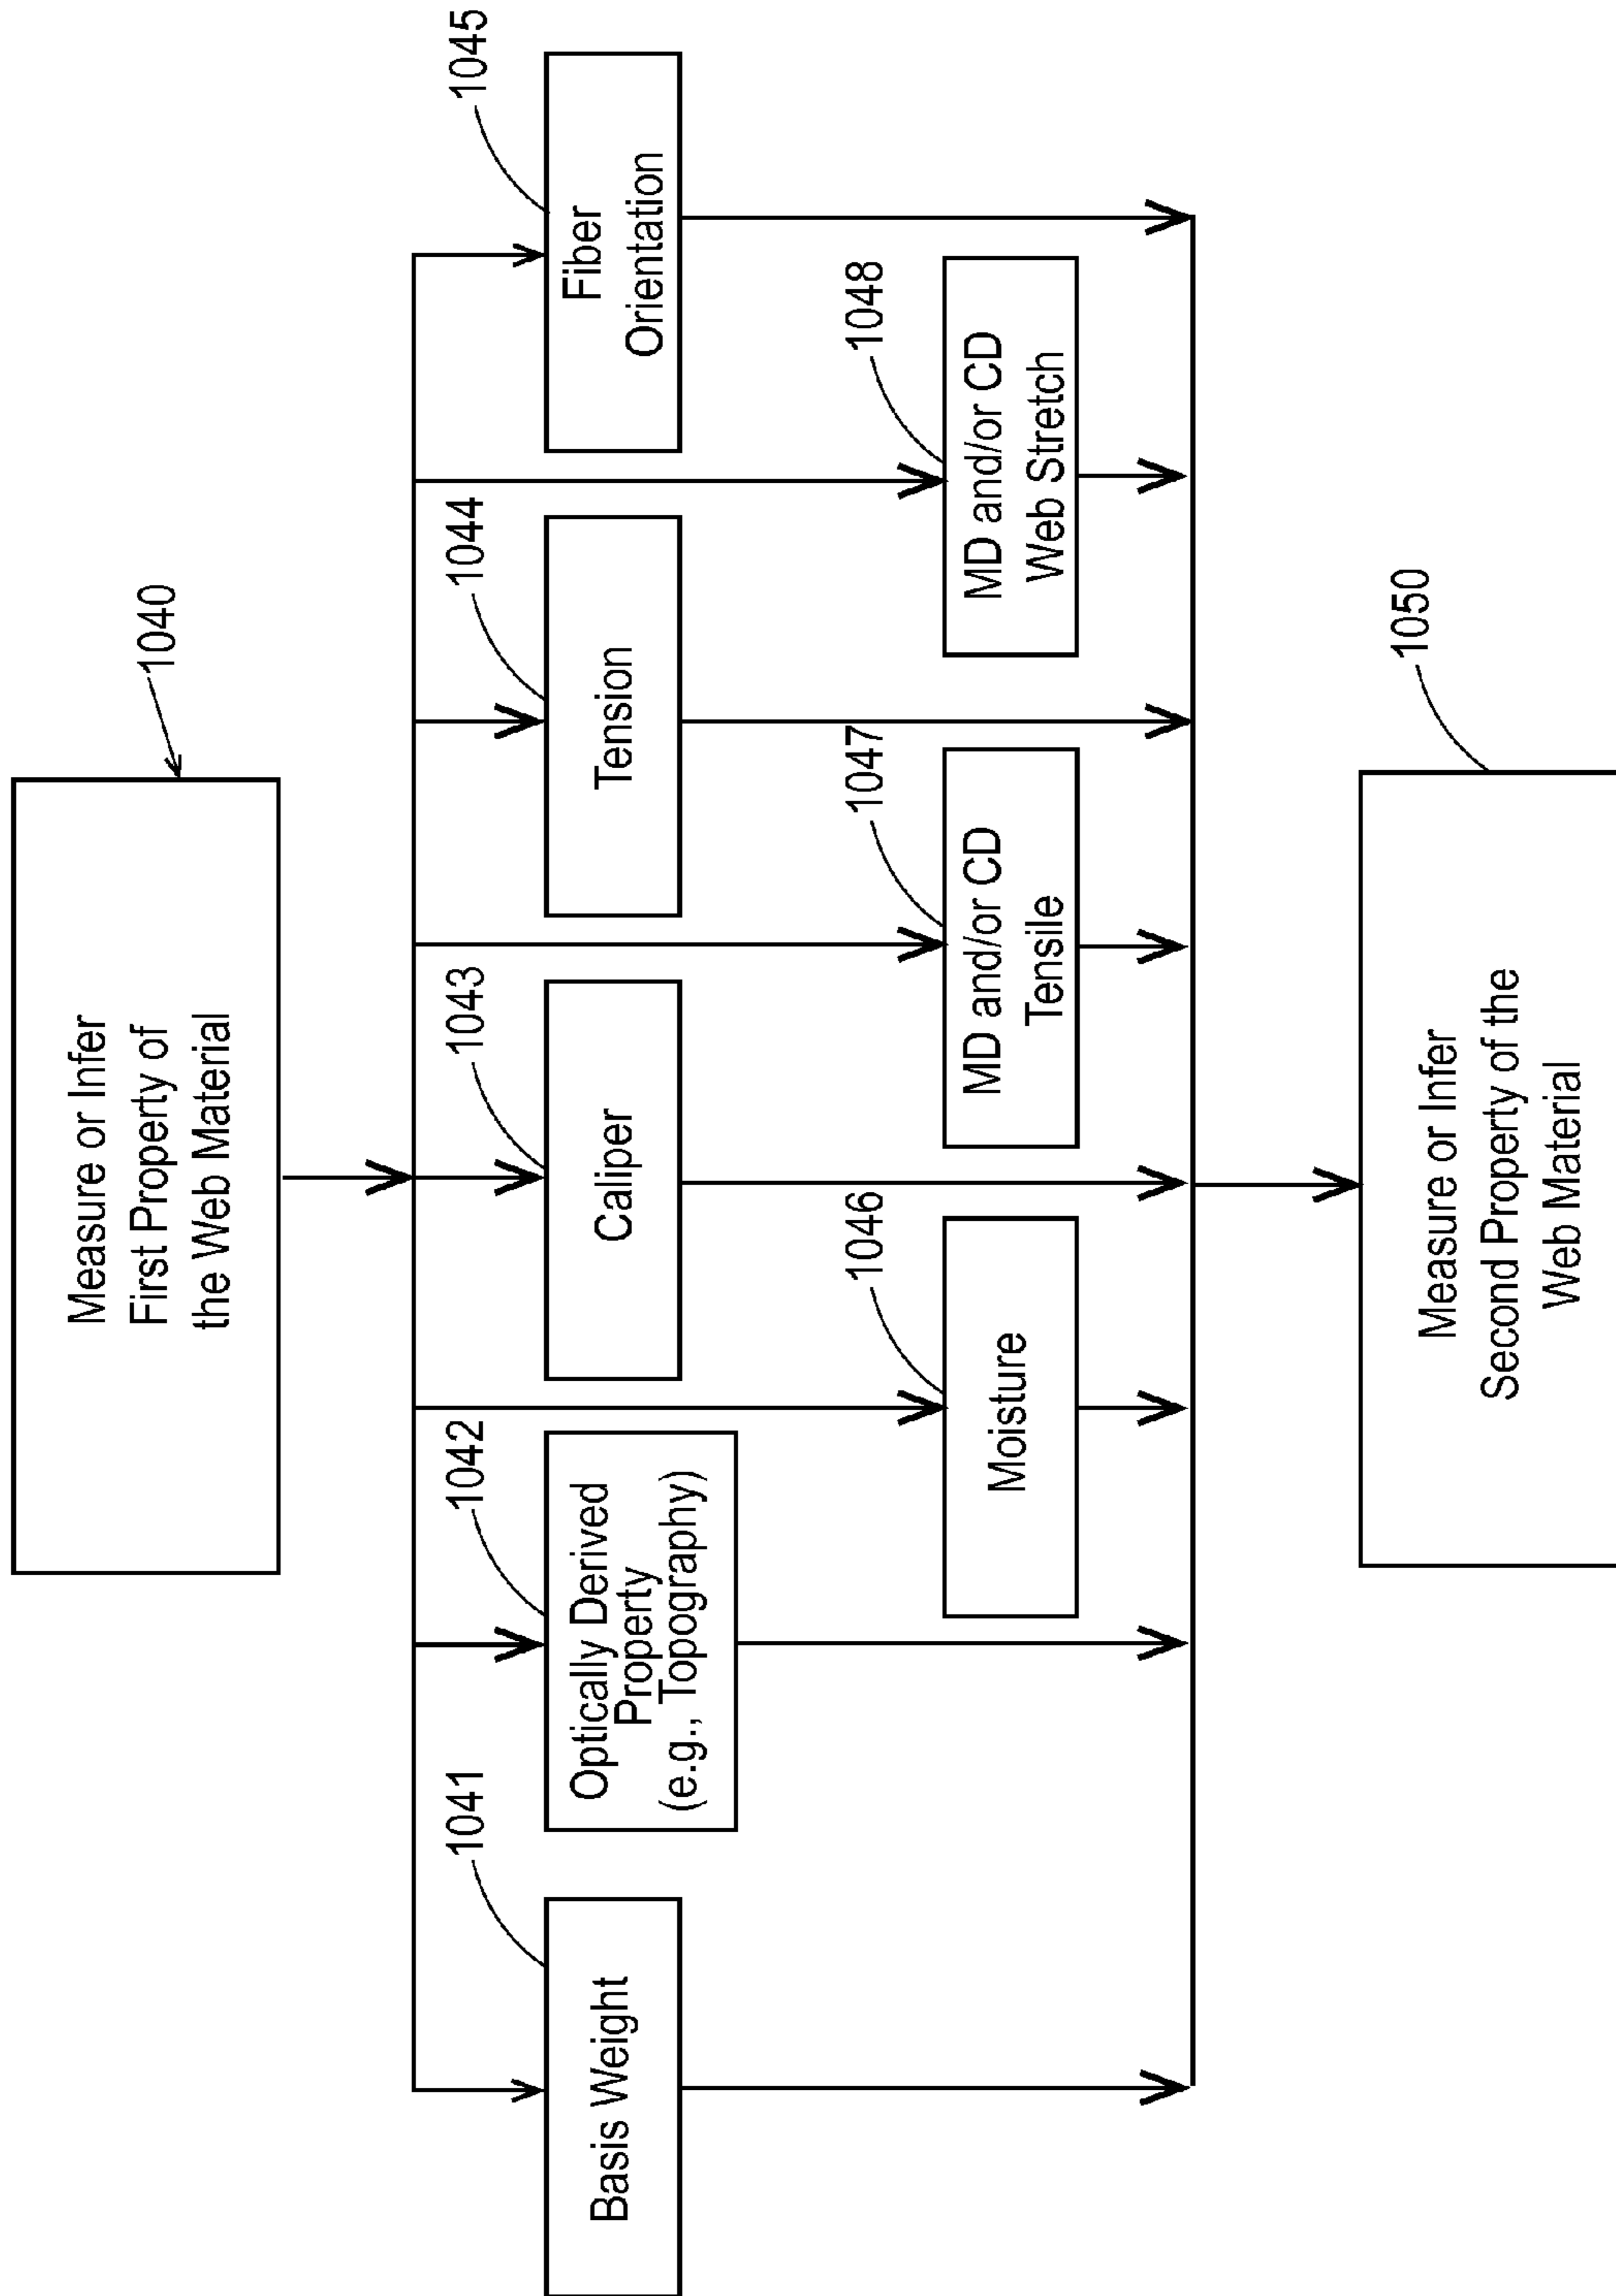 Measure or Infer
First Property of
the Web Material
1040
1041
Basis Weight
1042
Optically Derived
Property
(e.g., Topography)
1043
Caliper
1044
Tension
1045
Fiber
Orientation
1046
Moisture
1047
MD and/or CD
Tensile
1048
MD and/or CD
Web Stretch
1050
Measure or Infer
Second Property of the
Web Material